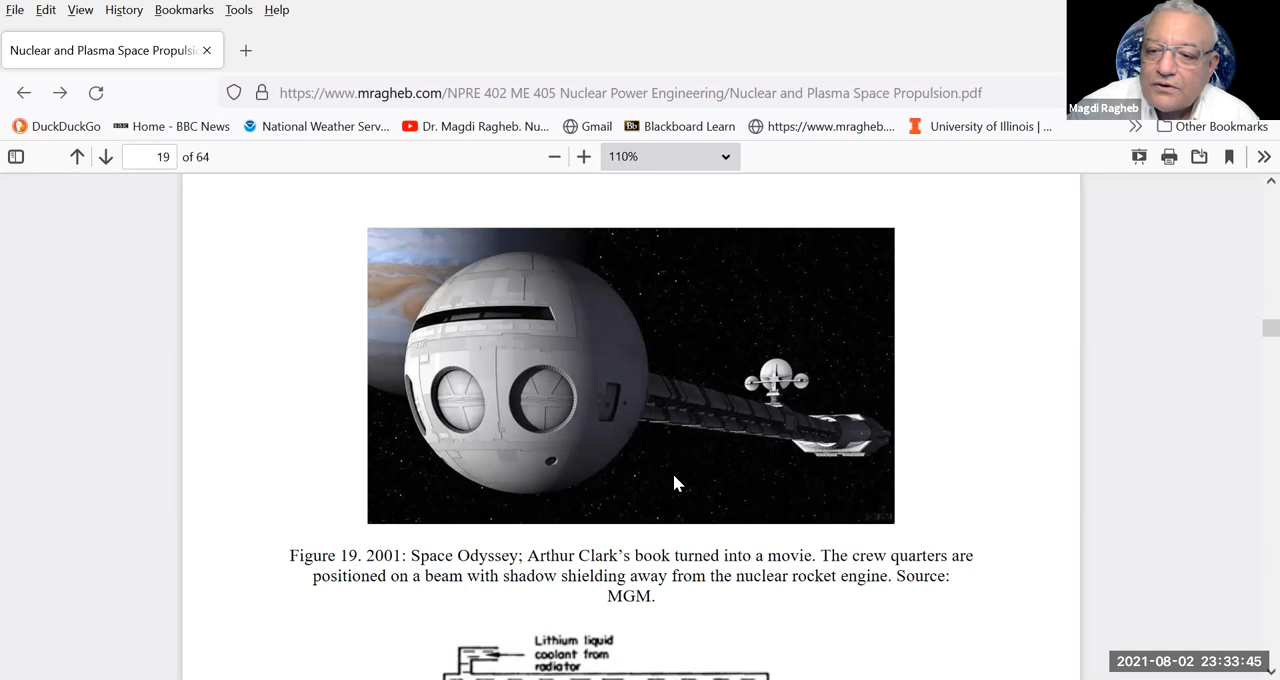 File Edit View History Bookmarks Tools Help
Nuclear and Plasma Space Propulsi
https://www.mragheb.com/NPRE 402 ME 405 Nuclear Power Engineering/Nuclear and Plasma Space Propulsion.pdf
Magdi Ragheb
DuckDuckGo BBC Home - BBC News National Weather Serv... Dr. Magdi Ragheb. Nu... Gmail Bb Blackboard Learn https://www.mragheb.... I University of Illinois |... Other Bookmarks
19 of 64 110%
Figure 19. 2001: Space Odyssey; Arthur Clark's book turned into a movie. The crew quarters are
positioned on a beam with shadow shielding away from the nuclear rocket engine. Source:
MGM.
Lithium liquid
coolant from
radiator
2021-08-02 23:33:45